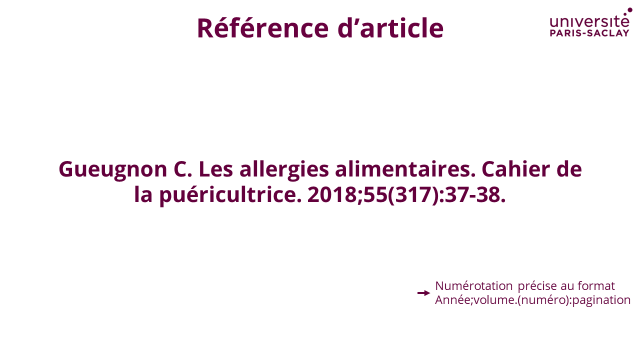 Référence d’article
université
PARIS-SACLAY
Gueugnon C. Les allergies alimentaires. Cahier de
la puéricultrice. 2018;55(317):37-38.
Numérotation précise au format
Année;volume.(numéro):pagination